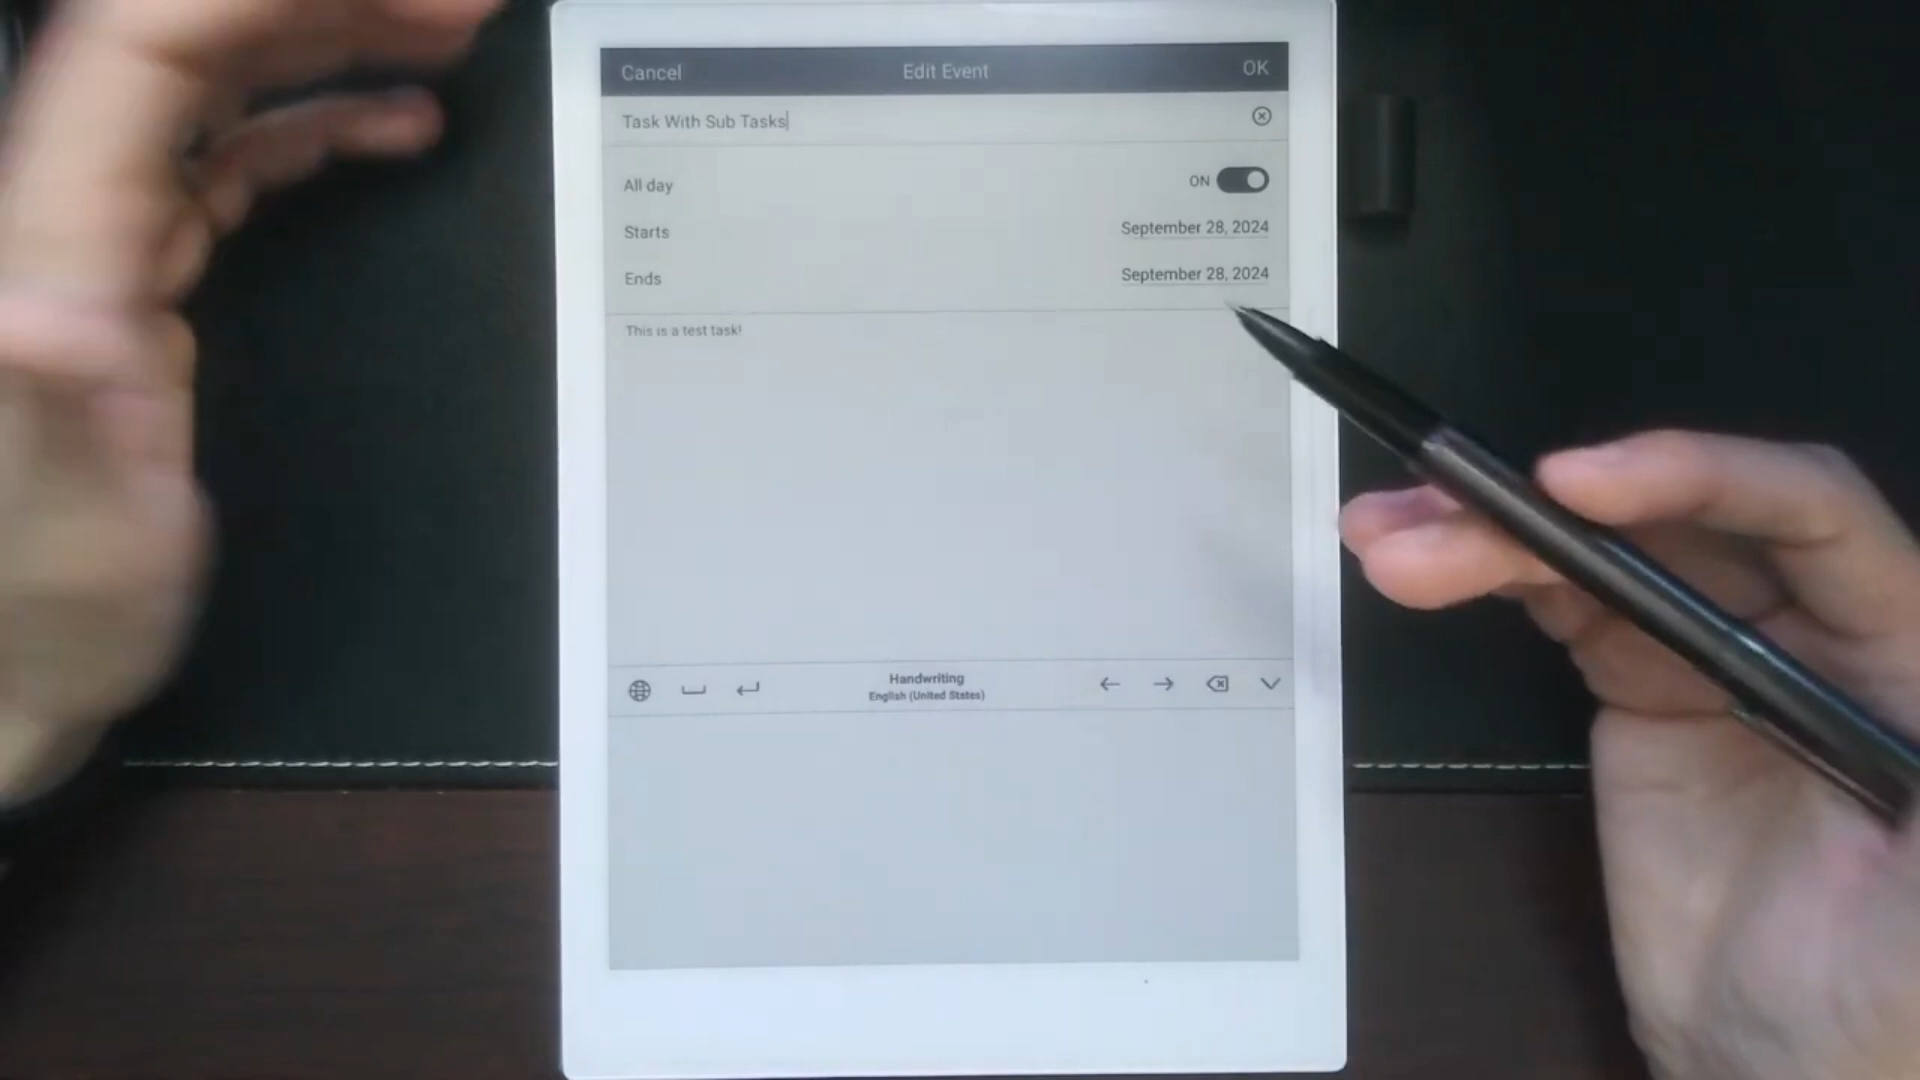 Cancel Edit Event OK
Task With Sub Tasks
All day ON
Starts September 28, 2024
Ends September 28, 2024
This is a test task!
Handwriting
English (United States)